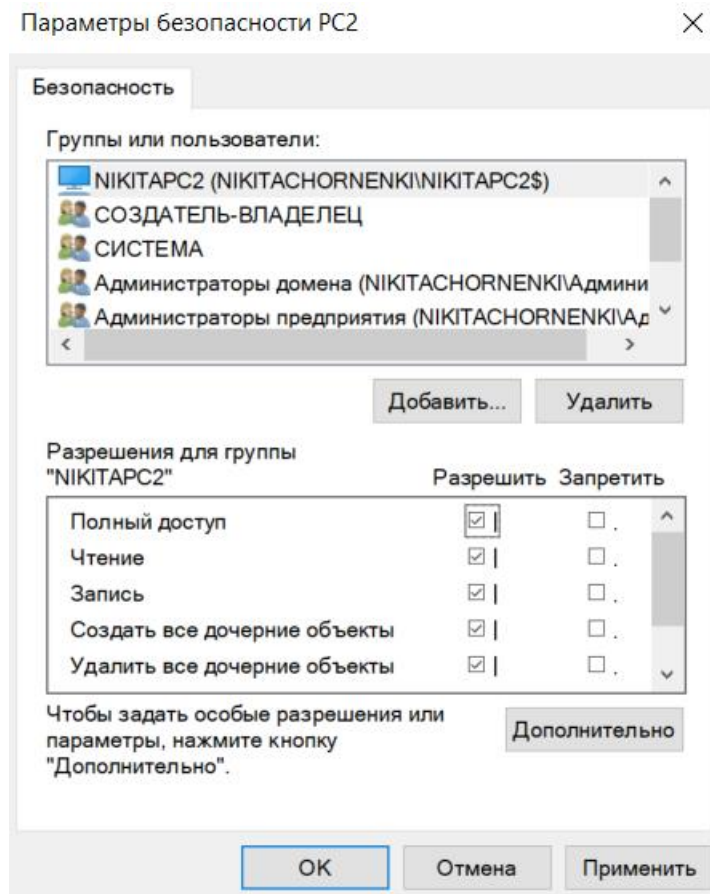 Параметры безопасности PC2
Безопасность
Группы или пользователи:
NIKITAPC2 (NIKITACHORNENKI\NIKITAPC2$)
СОЗДАТЕЛЬ-ВЛАДЕЛЕЦ
СИСТЕМА
Администраторы домена (NIKITACHORNENKI\Админи
Администраторы предприятия (NIKITACHORNENKI\Ад
Добавить... Удалить
Разрешения для группы
"NIKITAPC2" Разрешить Запретить
Полный доступ
Чтение
Запись
Создать все дочерние объекты
Удалить все дочерние объекты
Чтобы задать особые разрешения или
параметры, нажмите кнопку
"Дополнительно".
Дополнительно
ОК Отмена Применить